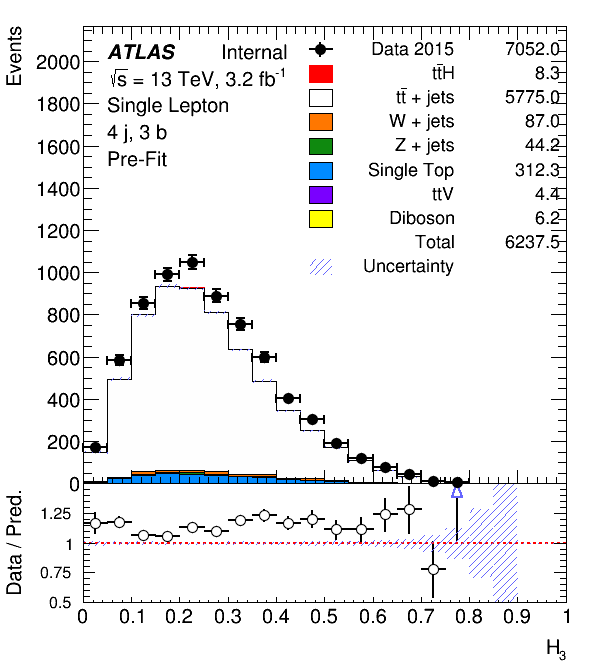 Events
ATLAS Internal
√s = 13 TeV, 3.2 fb⁻¹
Single Lepton
4 j, 3 b
Pre-Fit
Data 2015 7052.0
tt̄H 8.3
tt̄ + jets 5775.0
W + jets 87.0
Z + jets 44.2
Single Top 312.3
ttV 4.4
Diboson 6.2
Total 6237.5
Uncertainty
2000
1800
1600
1400
1200
1000
800
600
400
200
0
Data / Pred.
1.25
1
0.75
0.5
0 0.1 0.2 0.3 0.4 0.5 0.6 0.7 0.8 0.9 1
H₃